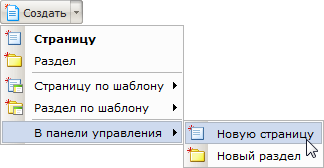 Создать
Страницу
Раздел
Страницу по шаблону
Раздел по шаблону
В панели управления
Новую страницу
Новый раздел